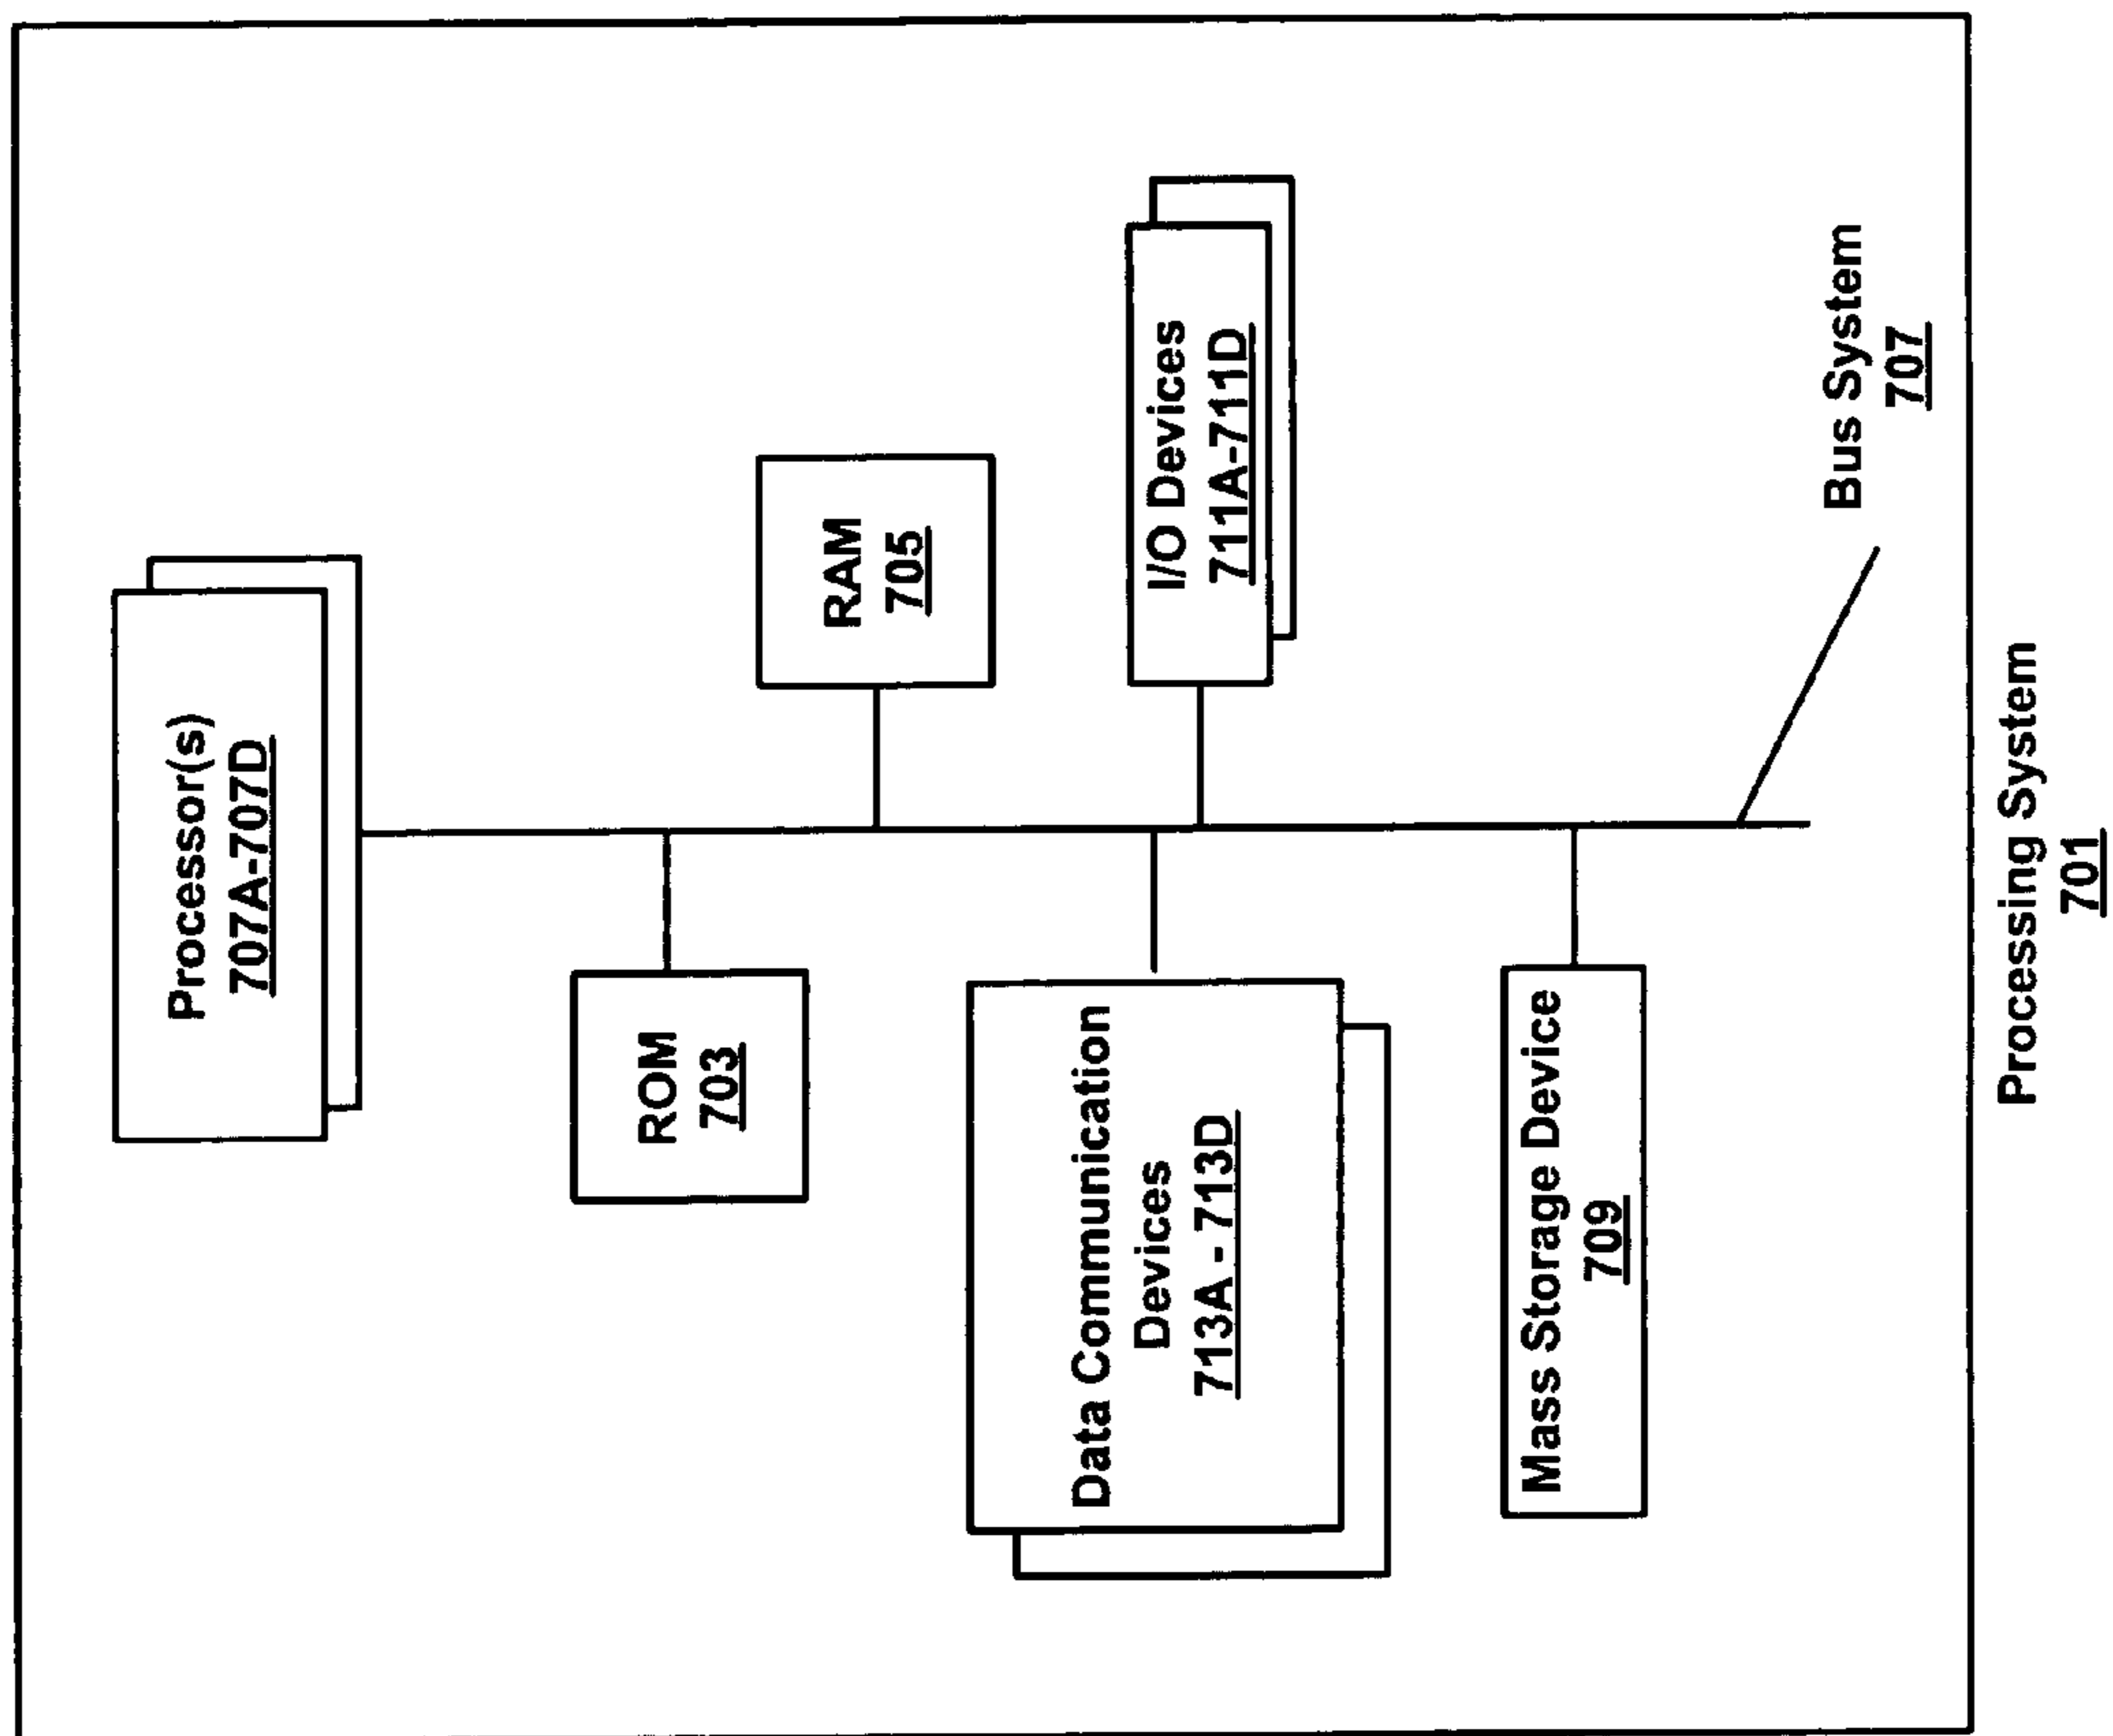 Processor(s)
707A-707D
RAM
705
ROM
703
I/O Devices
711A-711D
Data Communication
Devices
713A - 713D
Mass Storage Device
709
Bus System
707
Processing System
701